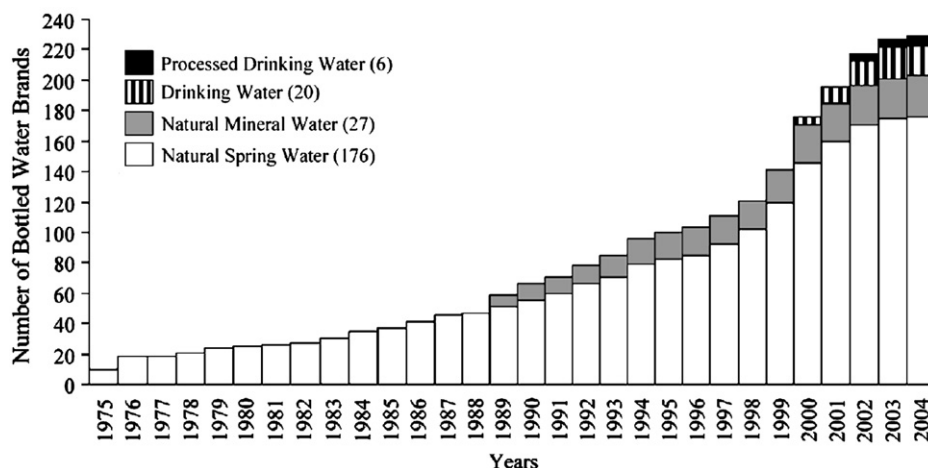 Number of Bottled Water Brands
240
220
200
180
160
140
120
100
80
60
40
20
0
Processed Drinking Water (6)
Drinking Water (20)
Natural Mineral Water (27)
Natural Spring Water (176)
1975 1976 1977 1978 1979 1980 1981 1982 1983 1984 1985 1986 1987 1988 1989 1990 1991 1992 1993 1994 1995 1996 1997 1998 1999 2000 2001 2002 2003 2004
Years